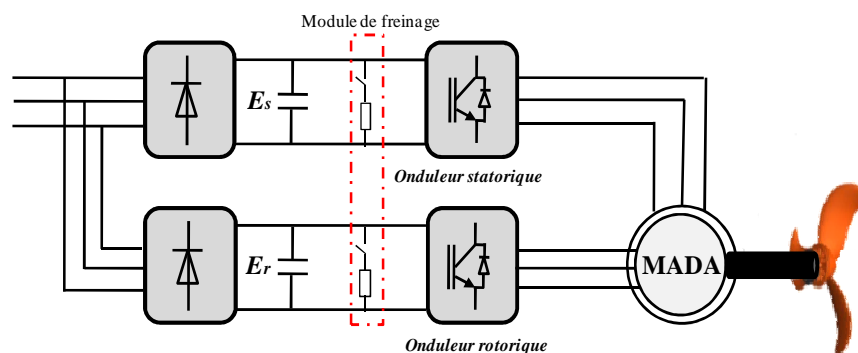 Module de freinage
Es
Onduleur statorique
Er
MADA
Onduleur rotorique